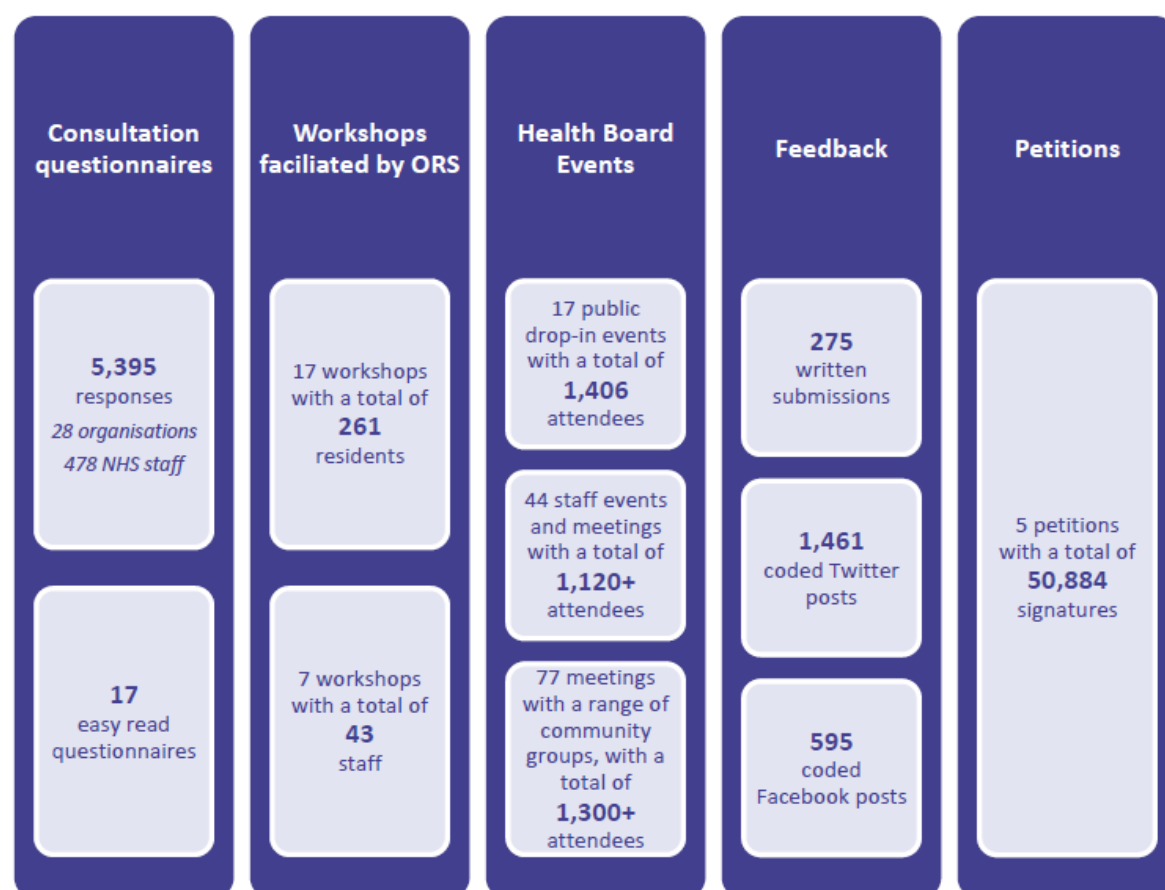 Consultation
questionnaires
5,395
responses
28 organisations
478 NHS staff
17
easy read
questionnaires
Workshops
faciliated by ORS
17 workshops
with a total of
261
residents
7 workshops
with a total of
43
staff
Health Board
Events
17 public
drop-in events
with a total of
1,406
attendees
44 staff events
and meetings
with a total of
1,120+
attendees
77 meetings
with a range of
community
groups, with a
total of
1,300+
attendees
Feedback
275
written
submissions
1,461
coded Twitter
posts
595
coded
Facebook posts
Petitions
5 petitions
with a total of
50,884
signatures